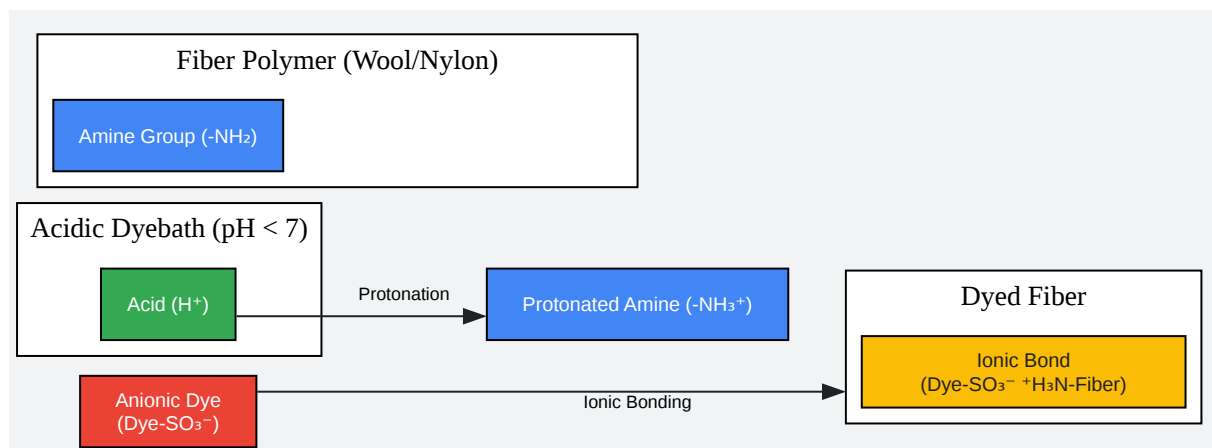 Fiber Polymer (Wool/Nylon)
Amine Group (-NH₂)
Acidic Dyebath (pH < 7)
Acid (H⁺)
Protonation
Protonated Amine (-NH₃⁺)
Dyed Fiber
Ionic Bond
(Dye-SO₃⁻ ⁺H₃N-Fiber)
Anionic Dye
(Dye-SO₃⁻)
Ionic Bonding